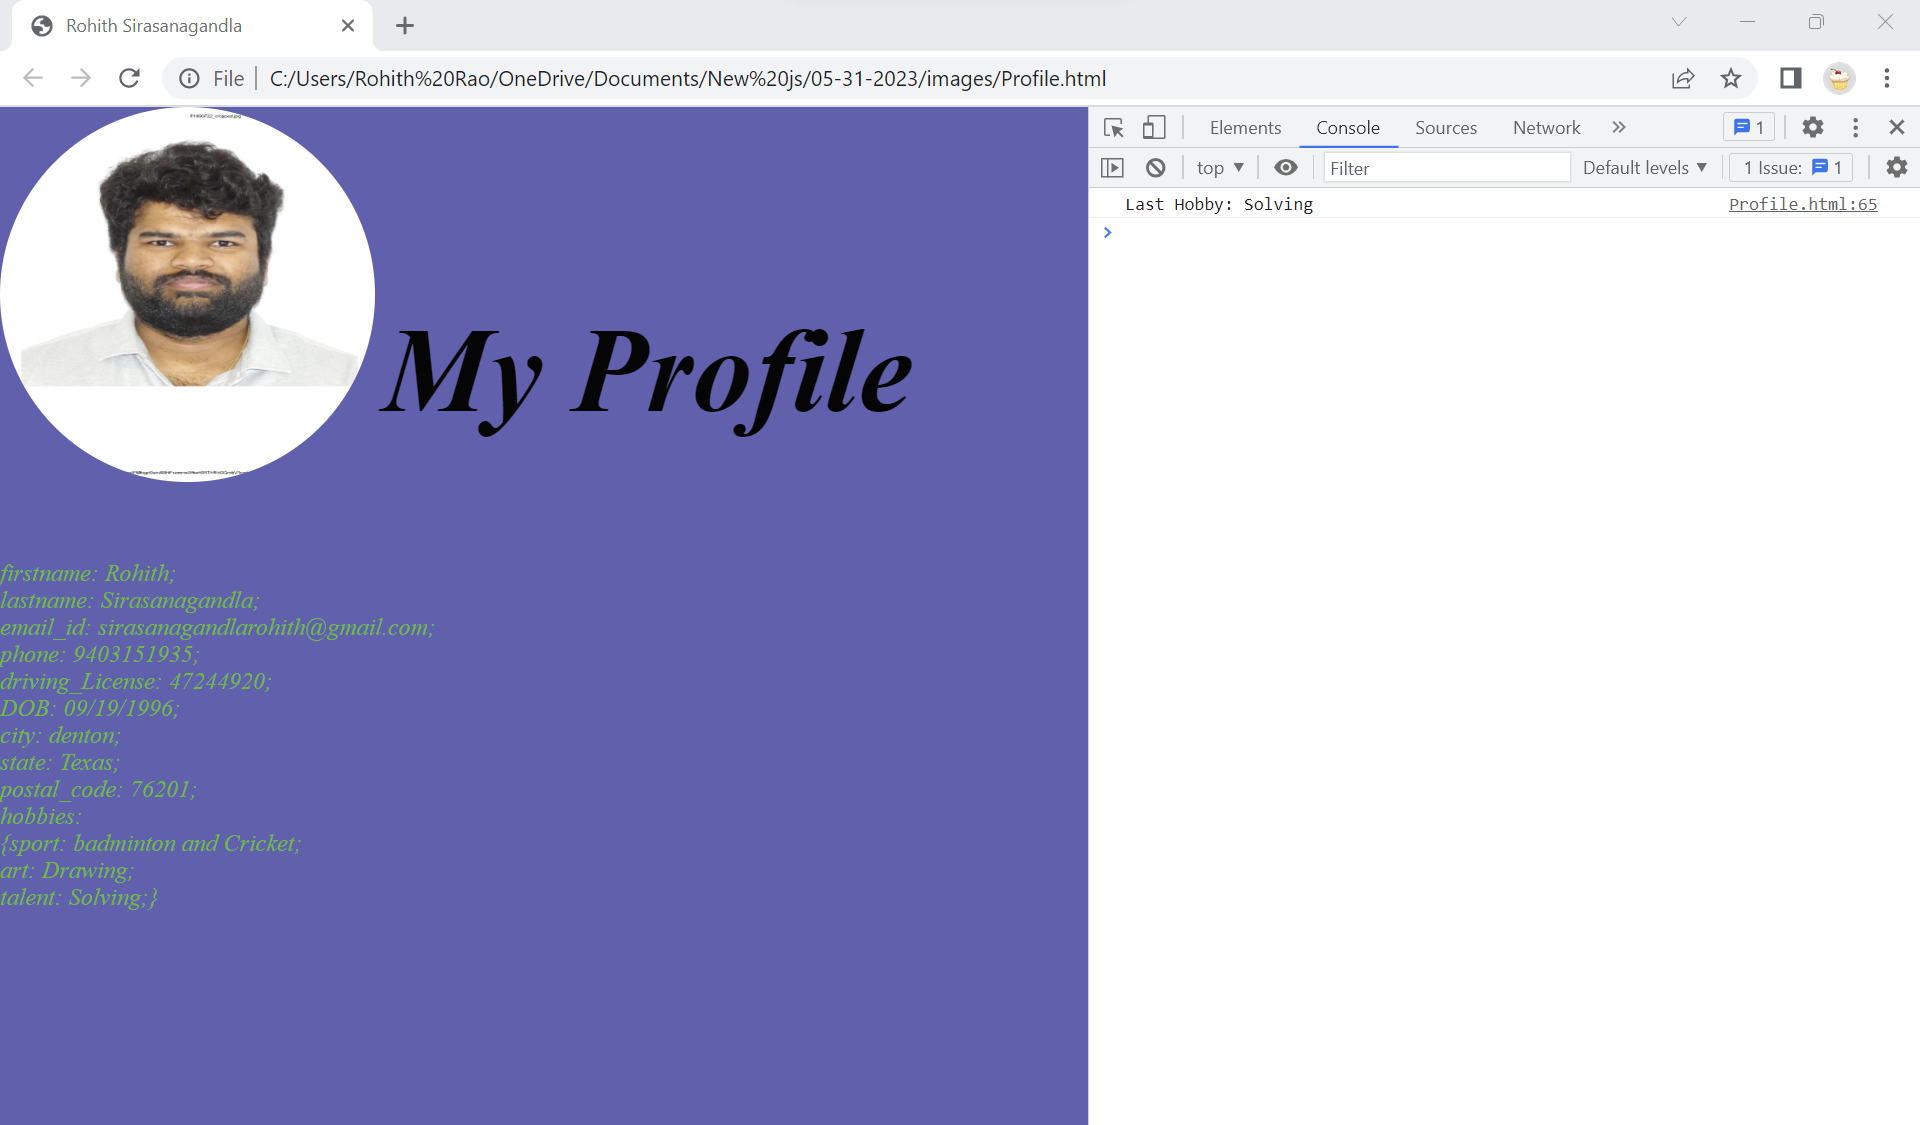 Rohith Sirasanagandla
File
C:/Users/Rohith%20Rao/OneDrive/Documents/New%20js/05-31-2023/images/Profile.html
Elements Console Sources Network » 1
top Filter Default levels 1 Issue: 1
Last Hobby: Solving Profile.html:65
My Profile
firstname: Rohith;
lastname: Sirasanagandla;
email_id: sirasanagandlarohith@gmail.com;
phone: 9403151935;
driving_License: 47244920;
DOB: 09/19/1996;
city: denton;
state: Texas;
postal_code: 76201;
hobbies:
{sport: badminton and Cricket;
art: Drawing;
talent: Solving;}